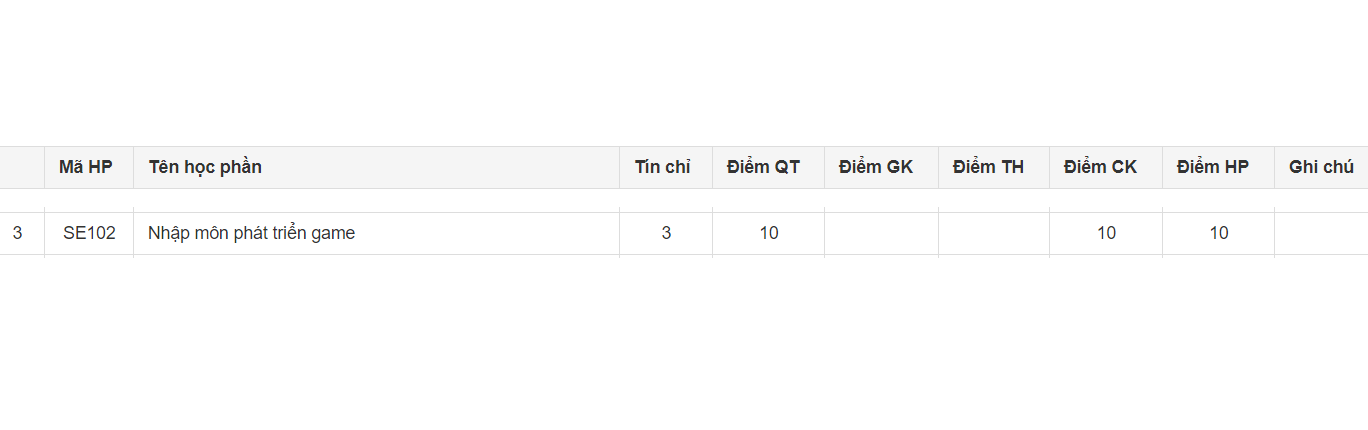 Mã HP Tên học phần Tín chỉ Điểm QT Điểm GK Điểm TH Điểm CK Điểm HP Ghi chú
3 SE102 Nhập môn phát triển game 3 10 10 10